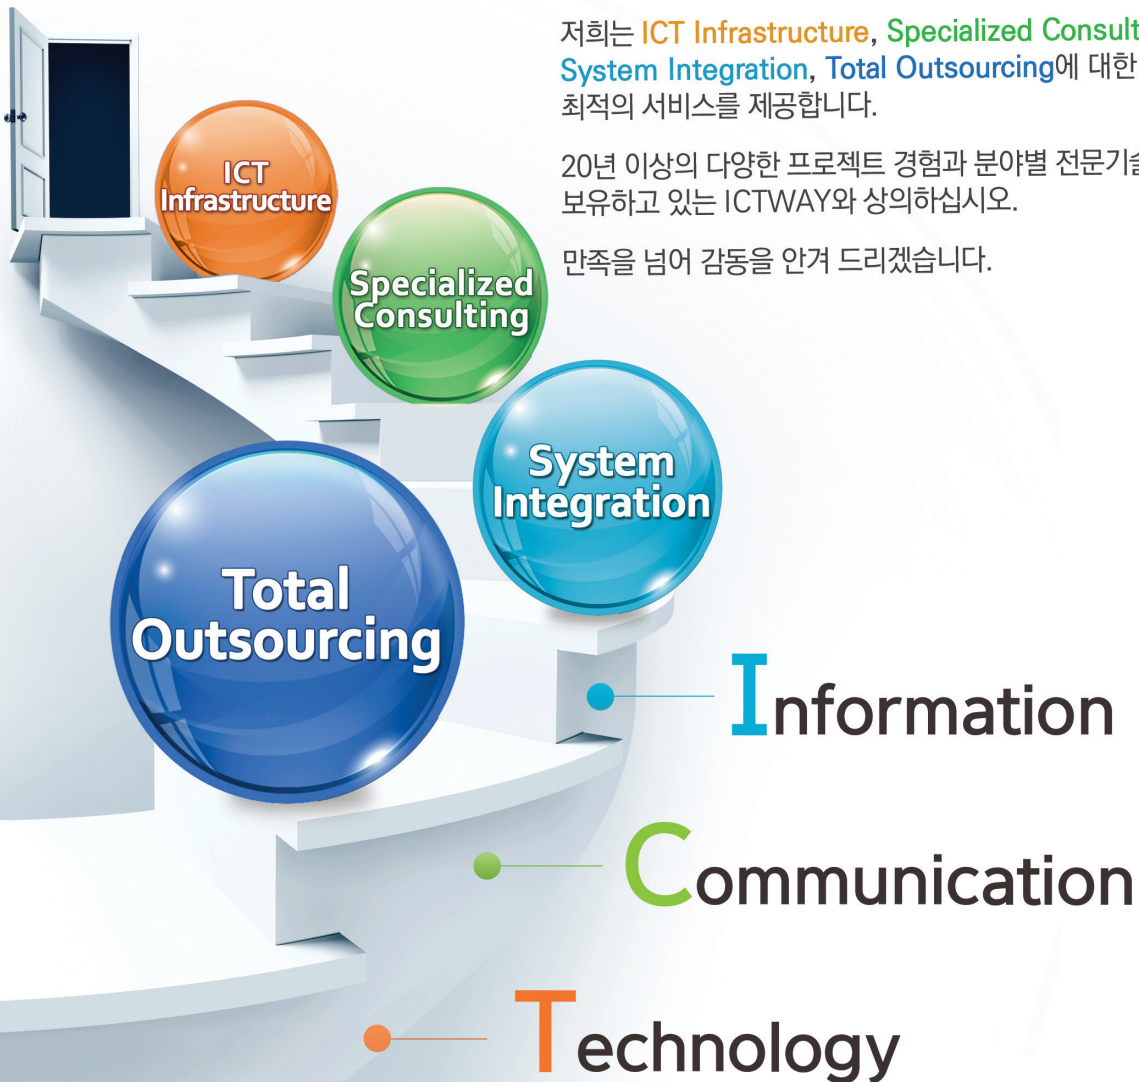 저희는 ICT Infrastructure, Specialized
System Integration, Total Outsourcing에 대한
최적의 서비스를 제공합니다.
20년 이상의 다양한 프로젝트 경험과 분야별
보유하고 있는 ICTWAY와 상의하십시오.
만족을 넘어 감동을 안겨 드리겠습니다.
ICT
Infrastructure
Specialized
Consulting
System
Integration
Total
Outsourcing
Information
Communication
Technology